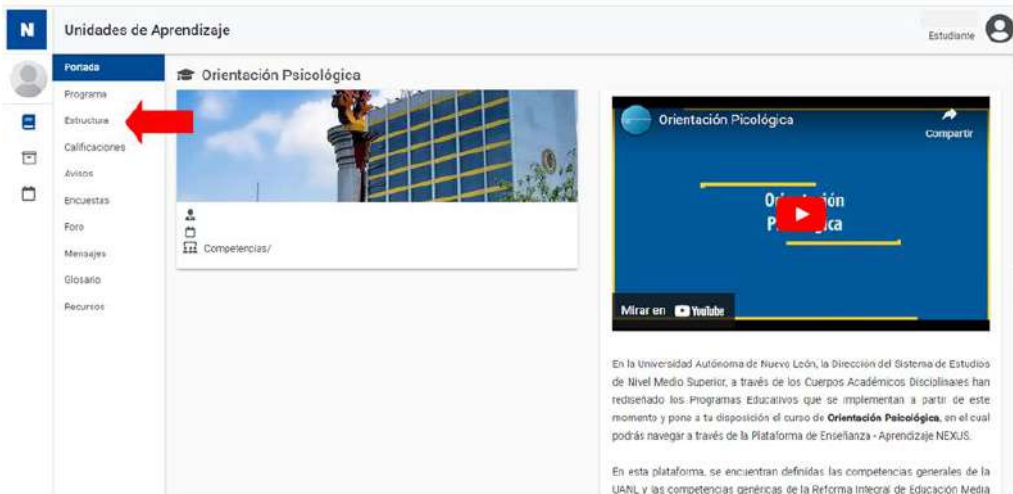 N
Unidades de Aprendizaje
Estudiante
Portada
Programa
Estructura
Calificaciones
Avisos
Encuestas
Foro
Mensajes
Glosario
Recursos
Orientación Psicológica
Competencias/
Orientación Picológica
Compartir
Mirar en YouTube
En la Universidad Autónoma de Nuevo León, la Dirección del Sistema de Estudios
de Nivel Medio Superior, a través de los Cuerpos Académicos Disciplinares han
rediseñado los Programas Educativos que se implementan a partir de este
momento y pone a tu disposición el curso de Orientación Psicológica, en el cual
podrás navegar a través de la Plataforma de Enseñanza - Aprendizaje NEXUS.
En esta plataforma, se encuentran definidas las competencias generales de la
UANL y las competencias genéricas de la Reforma Integral de Educación Media